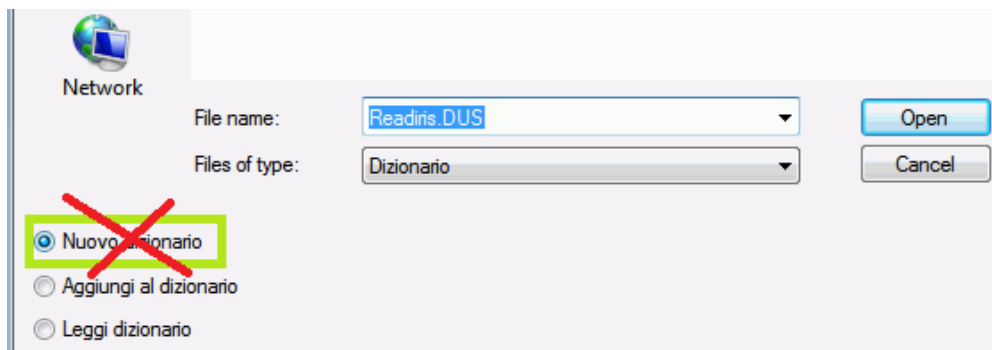 Network
File name: Readiris.DUS Open
Files of type: Dizionario Cancel
Nuovo dizionario
Aggiungi al dizionario
Leggi dizionario